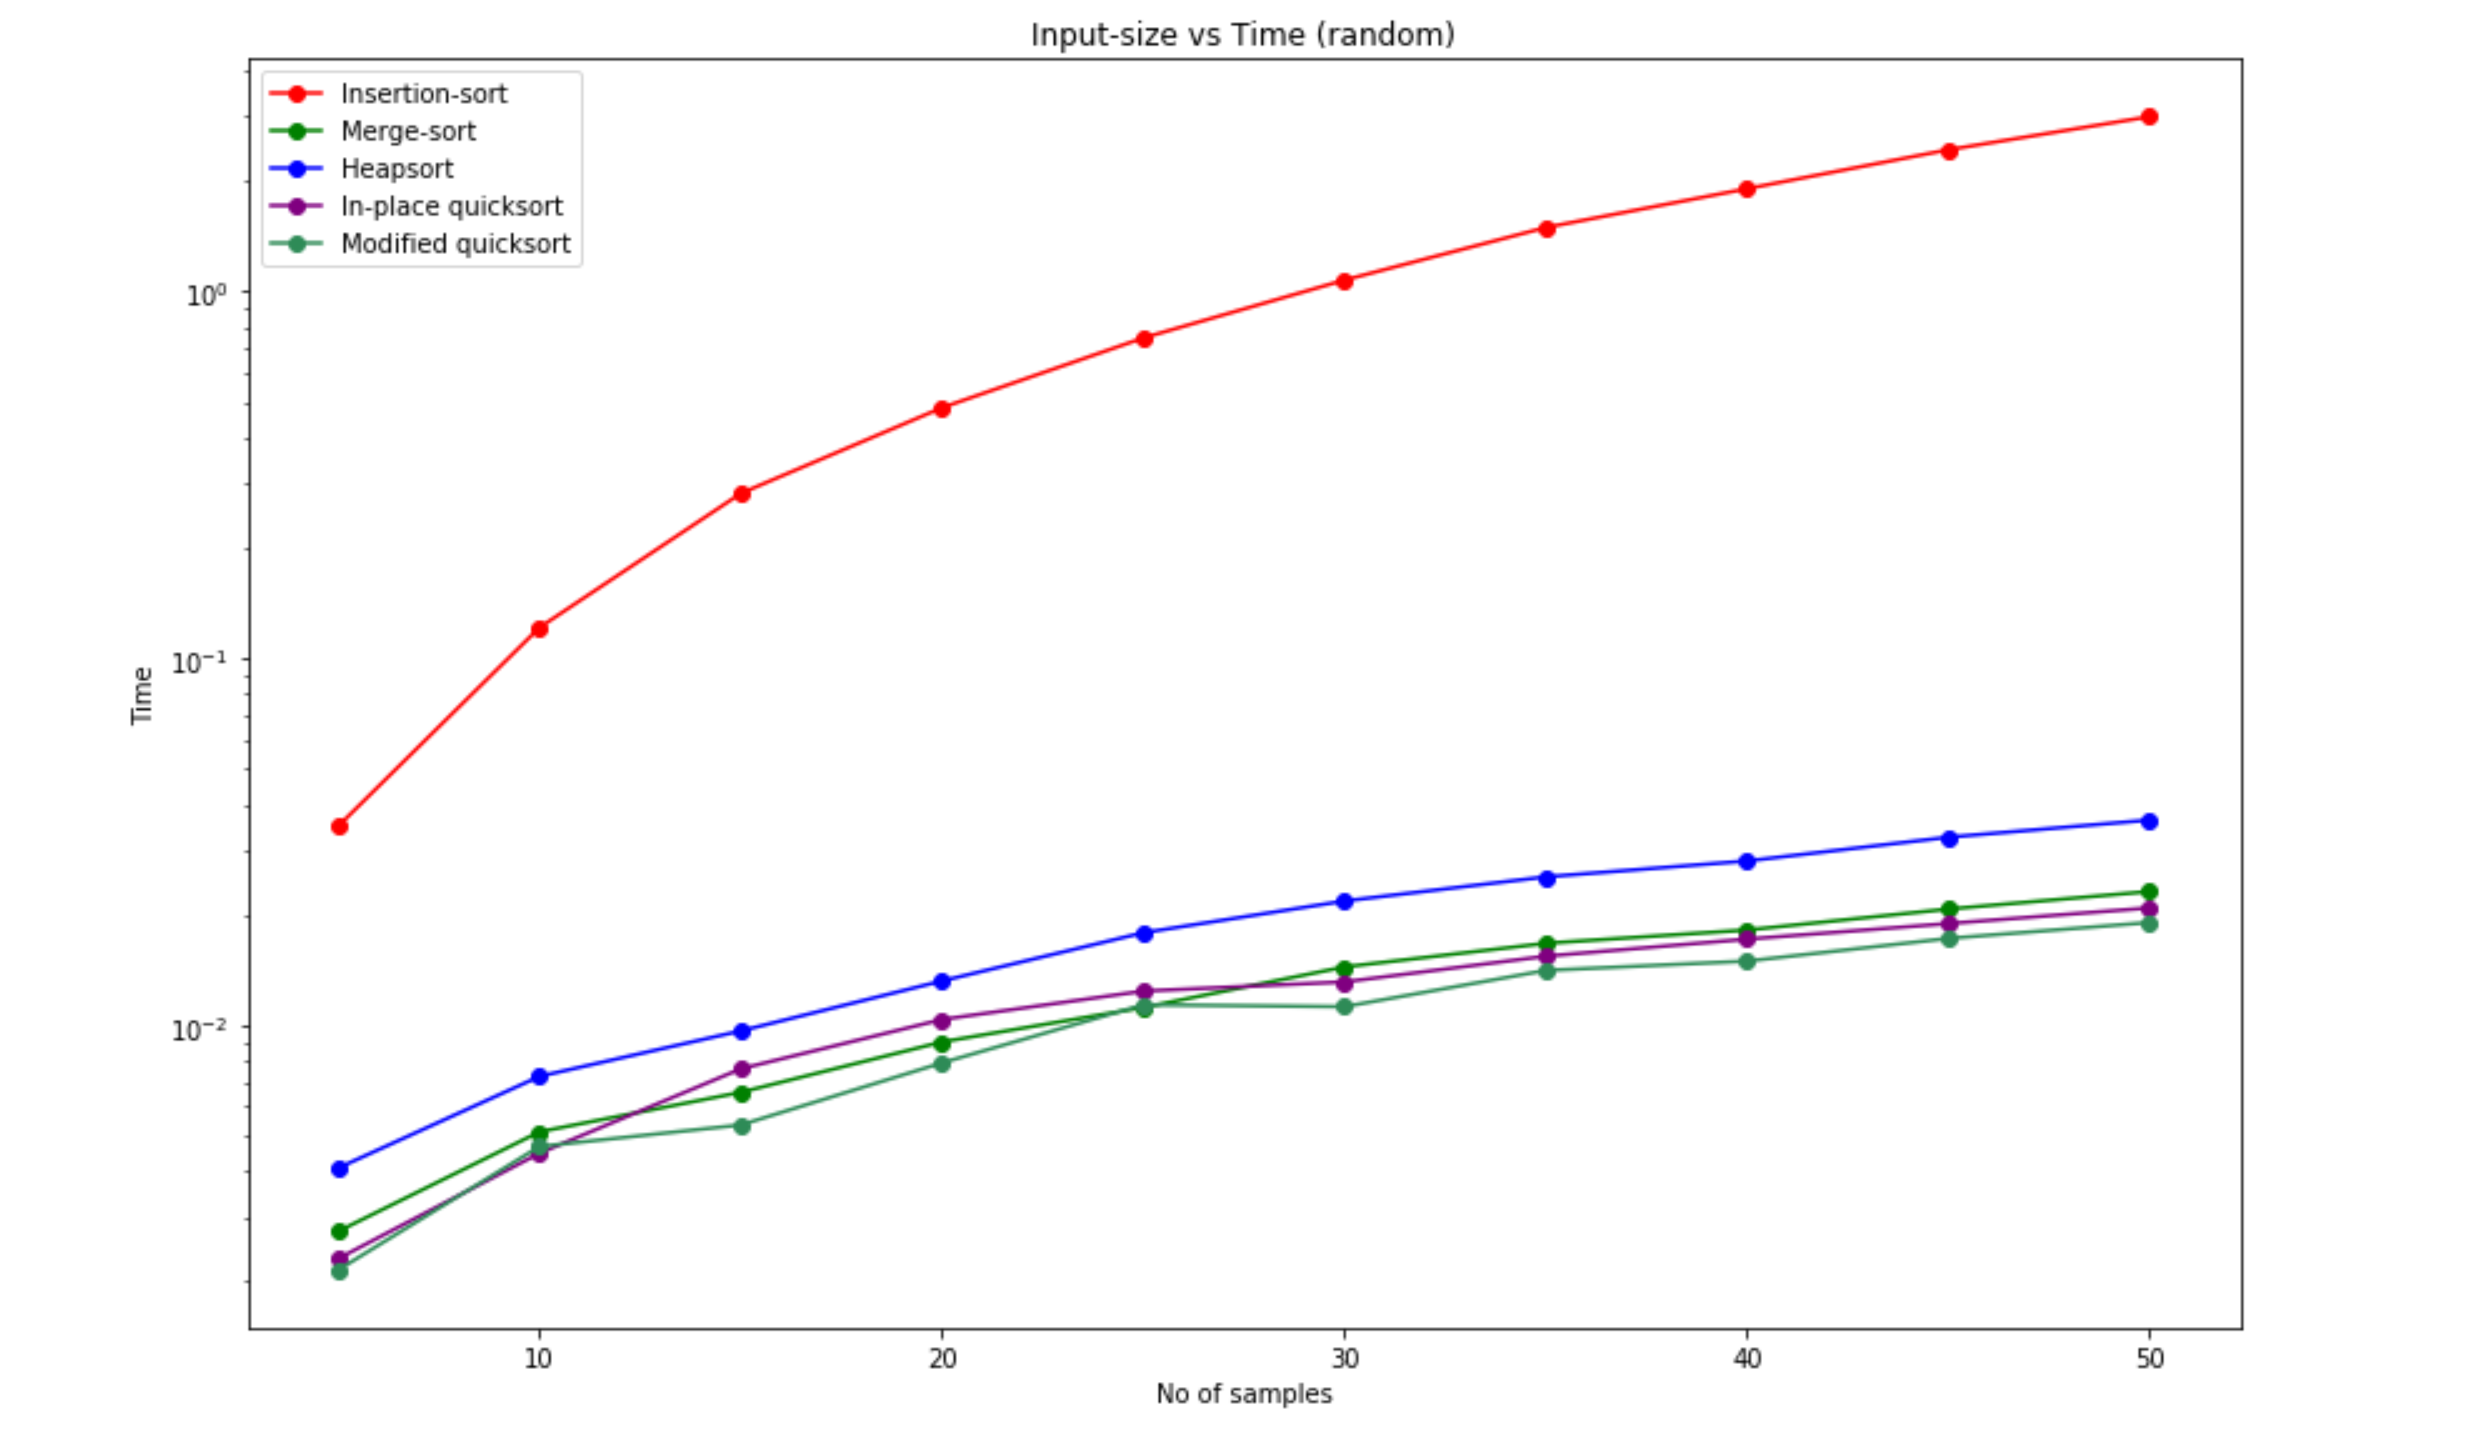 Input-size vs Time (random)
Insertion-sort
Merge-sort
Heapsort
In-place quicksort
Modified quicksort
10⁰
10⁻¹
10⁻²
Time
10 20 30 40 50
No of samples